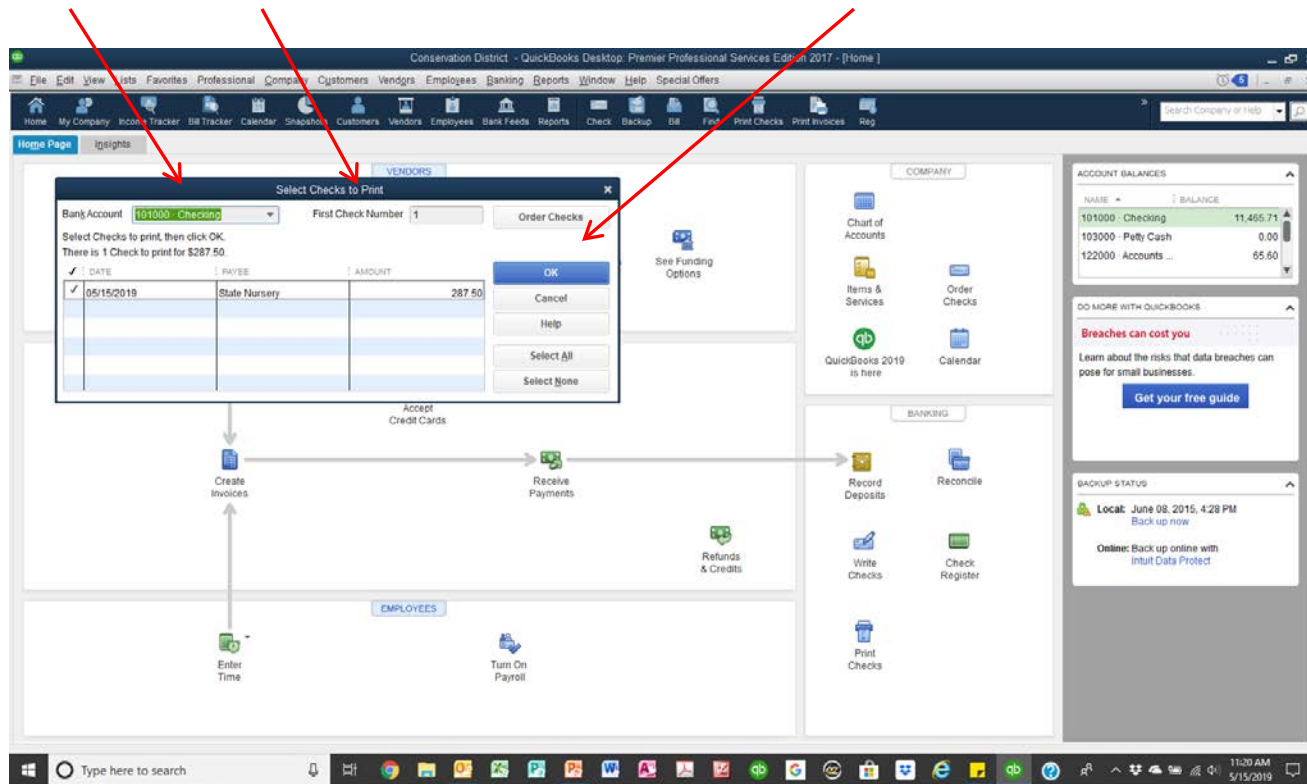 Conservation District - QuickBooks Desktop: Premier Professional Services Edition 2017 - [Home ]
File Edit View Lists Favorites Professional Company Customers Vendors Employees Banking Reports Window Help Special Offers
5
Home My Company Income Tracker Bill Tracker Calendar Snapshots Customers Vendors Employees Bank Feeds Reports Check Backup Bill Find Print Checks Print Invoices Reg
Search Company or Help
Home Page Insights
VENDORS
Select Checks to Print
Bank Account 101000 · Checking First Check Number 1 Order Checks
Select Checks to print, then click OK.
There is 1 Check to print for $287.50.
✓ DATE PAYEE AMOUNT
✓ 05/15/2019 State Nursery 287.50
OK
Cancel
Help
Select All
Select None
See Funding
Options
Accept
Credit Cards
Create
Invoices
Receive
Payments
Refunds
& Credits
EMPLOYEES
Enter
Time
Turn On
Payroll
COMPANY
Chart of
Accounts
Items &
Services
Order
Checks
QuickBooks 2019
is here
Calendar
BANKING
Record
Deposits
Reconcile
Write
Checks
Check
Register
Print
Checks
ACCOUNT BALANCES
NAME BALANCE
101000 · Checking 11,465.71
103000 · Petty Cash 0.00
122000 · Accounts ... 65.60
DO MORE WITH QUICKBOOKS
Breaches can cost you
Learn about the risks that data breaches can
pose for small businesses.
Get your free guide
BACKUP STATUS
Local: June 08, 2015, 4:28 PM
Back up now
Online: Back up online with
Intuit Data Protect
Type here to search
11:20 AM
5/15/2019